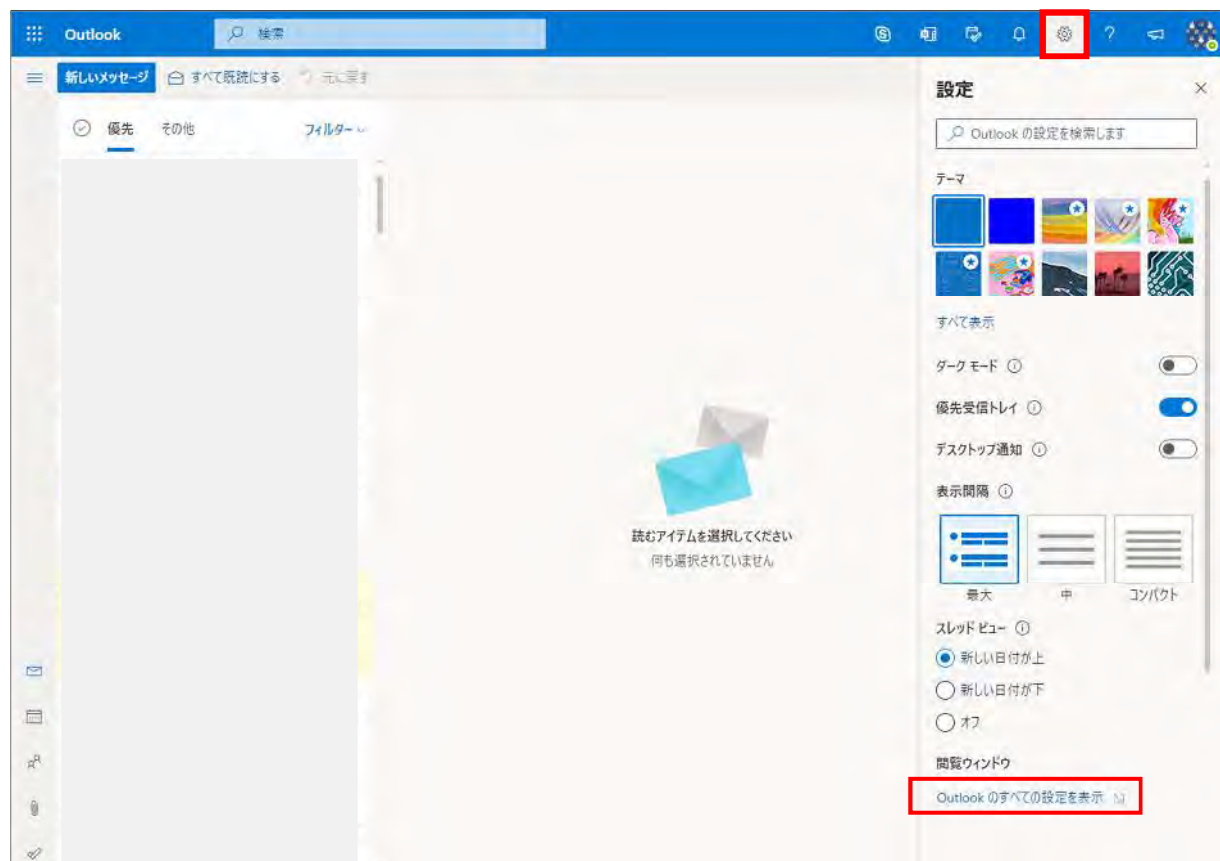 Outlook
検索
新しいメッセージ
すべて既読にする
元に戻す
優先
その他
フィルター
読むアイテムを選択してください
何も選択されていません
設定
Outlook の設定を検索します
テーマ
すべて表示
ダーク モード
優先受信トレイ
デスクトップ通知
表示間隔
最大
中
コンパクト
スレッド ビュー
新しい日付が上
新しい日付が下
オフ
閲覧ウィンドウ
Outlook のすべての設定を表示